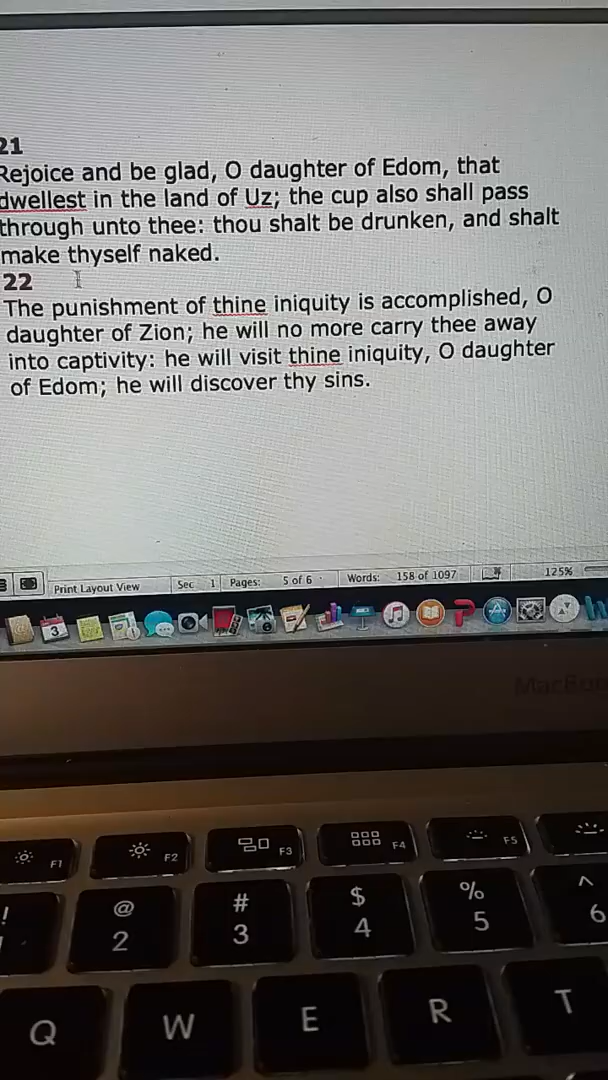 21
Rejoice and be glad, O daughter of Edom, that
dwellest in the land of Uz; the cup also shall pass
through unto thee: thou shalt be drunken, and shalt
make thyself naked.
22
The punishment of thine iniquity is accomplished, O
daughter of Zion; he will no more carry thee away
into captivity: he will visit thine iniquity, O daughter
of Edom; he will discover thy sins.
Print Layout View Sec 1 Pages: 5 of 6 Words: 158 of 1097 125%
3
F1 F2 F3 F4 F5
! @ # $ % ^
2 3 4 5 6
Q W E R T